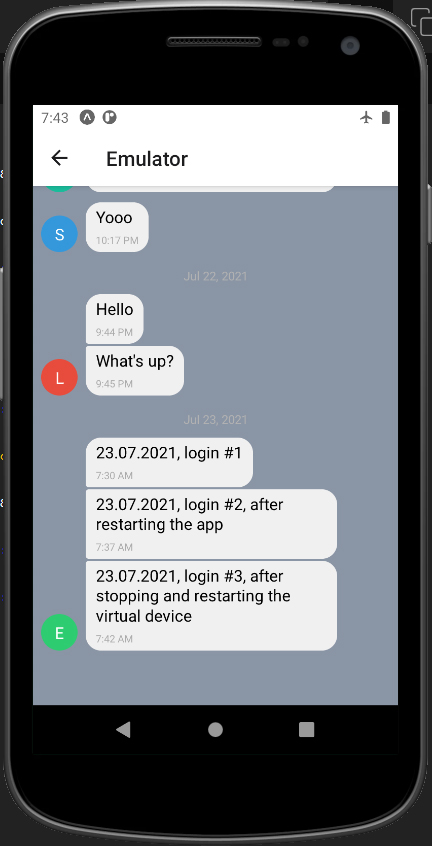 7:43
Emulator
Yooo
10:17 PM
S
Jul 22, 2021
Hello
9:44 PM
What's up?
9:45 PM
L
Jul 23, 2021
23.07.2021, login #1
7:30 AM
23.07.2021, login #2, after
restarting the app
7:37 AM
23.07.2021, login #3, after
stopping and restarting the
virtual device
7:42 AM
E